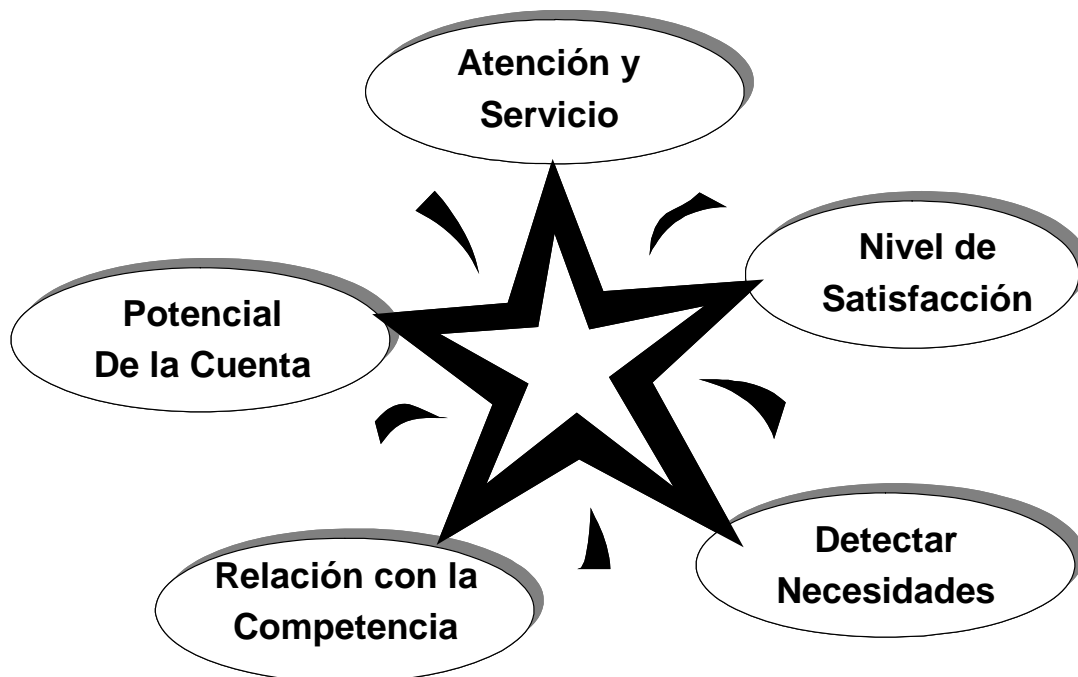 Atención y
Servicio
Nivel de
Satisfacción
Potencial
De la Cuenta
Detectar
Necesidades
Relación con la
Competencia